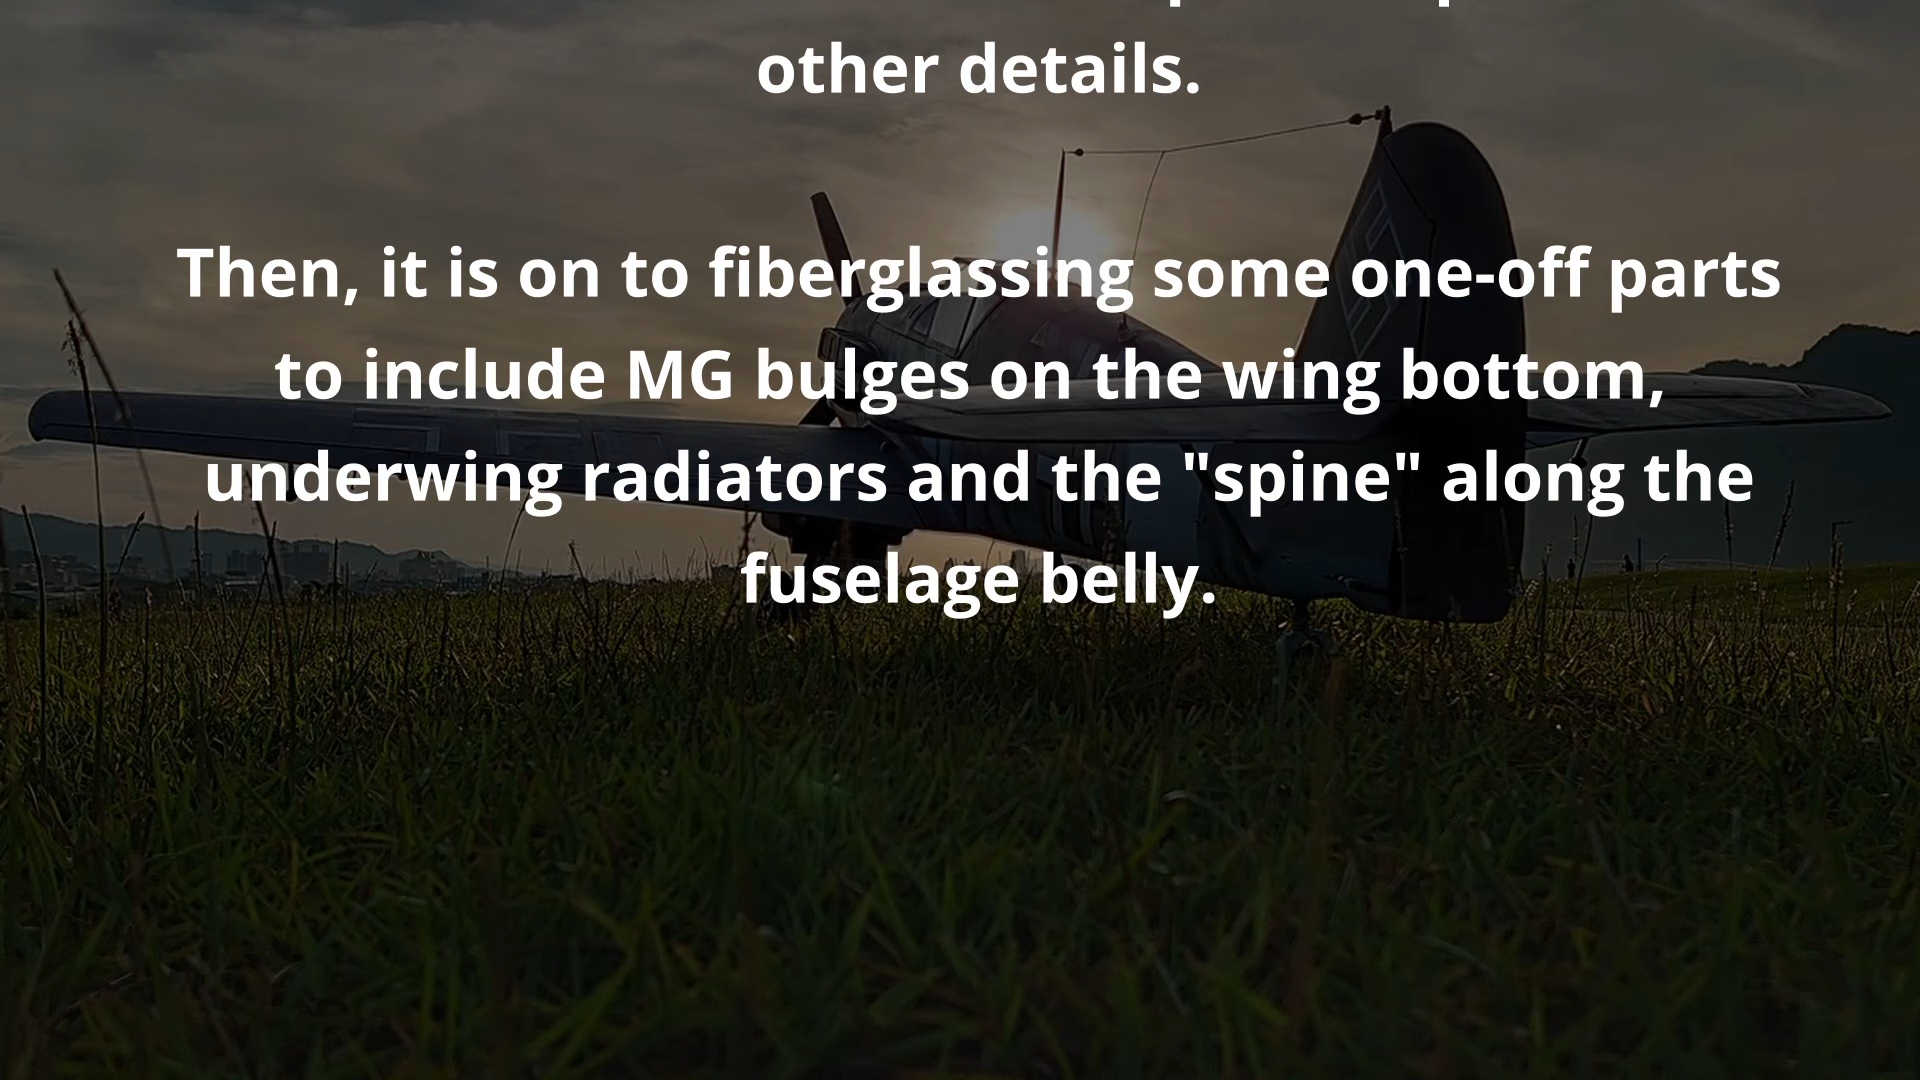 other details.
Then, it is on to fiberglassing some one-off parts
to include MG bulges on the wing bottom,
underwing radiators and the "spine" along the
fuselage belly.